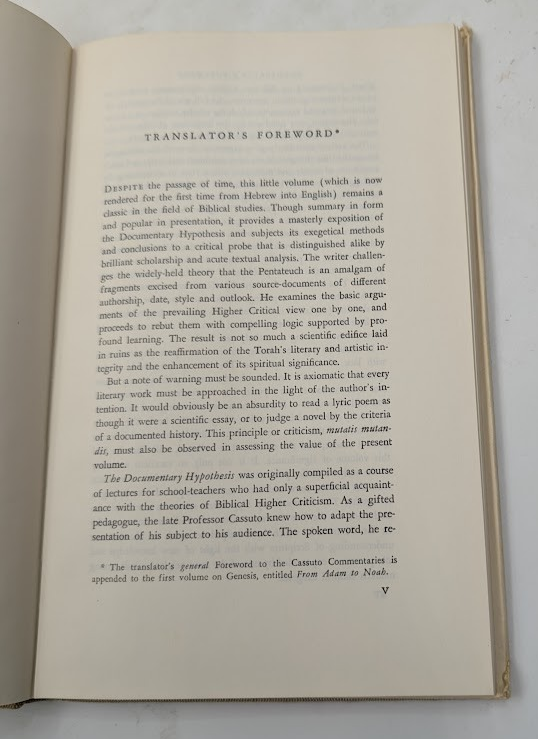 TRANSLATOR'S FOREWORD*
DESPITE the passage of time, this little volume (which is now
rendered for the first time from Hebrew into English) remains a
classic in the field of Biblical studies. Though summary in form
and popular in presentation, it provides a masterly exposition of
the Documentary Hypothesis and subjects its exegetical methods
and conclusions to a critical probe that is distinguished alike by
brilliant scholarship and acute textual analysis. The writer challen-
ges the widely-held theory that the Pentateuch is an amalgam of
fragments excised from various source-documents of different
authorship, date, style and outlook. He examines the basic argu-
ments of the prevailing Higher Critical view one by one, and
proceeds to rebut them with compelling logic supported by pro-
found learning. The result is not so much a scientific edifice laid
in ruins as the reaffirmation of the Torah's literary and artistic in-
tegrity and the enhancement of its spiritual significance.
But a note of warning must be sounded. It is axiomatic that every
literary work must be approached in the light of the author's in-
tention. It would obviously be an absurdity to read a lyric poem as
though it were a scientific essay, or to judge a novel by the criteria
of a documented history. This principle or criticism, mutatis mutan-
dis, must also be observed in assessing the value of the present
volume.
The Documentary Hypothesis was originally compiled as a course
of lectures for school-teachers who had only a superficial acquaint-
ance with the theories of Biblical Higher Criticism. As a gifted
pedagogue, the late Professor Cassuto knew how to adapt the pre-
sentation of his subject to his audience. The spoken word, he re-
* The translator's general Foreword to the Cassuto Commentaries is
appended to the first volume on Genesis, entitled From Adam to Noah.
V